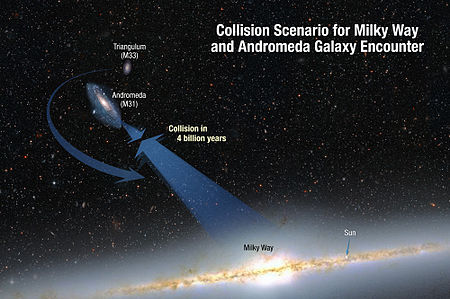 Collision Scenario for Milky Way
and Andromeda Galaxy Encounter
Triangulum
(M33)
Andromeda
(M31)
Collision in
4 billion years
Sun
Milky Way